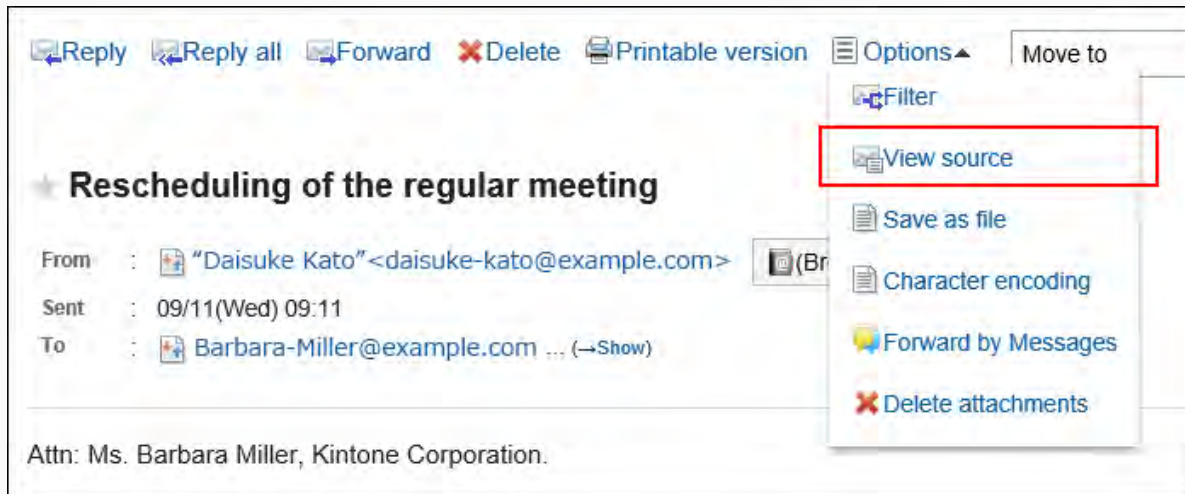 Reply Reply all Forward Delete Printable version Options▲ Move to
Filter
View source
Rescheduling of the regular meeting
Save as file
From : “Daisuke Kato”<daisuke-kato@example.com> (Br
Character encoding
Sent : 09/11(Wed) 09:11
To : Barbara-Miller@example.com ... (→Show)
Forward by Messages
Delete attachments
Attn: Ms. Barbara Miller, Kintone Corporation.